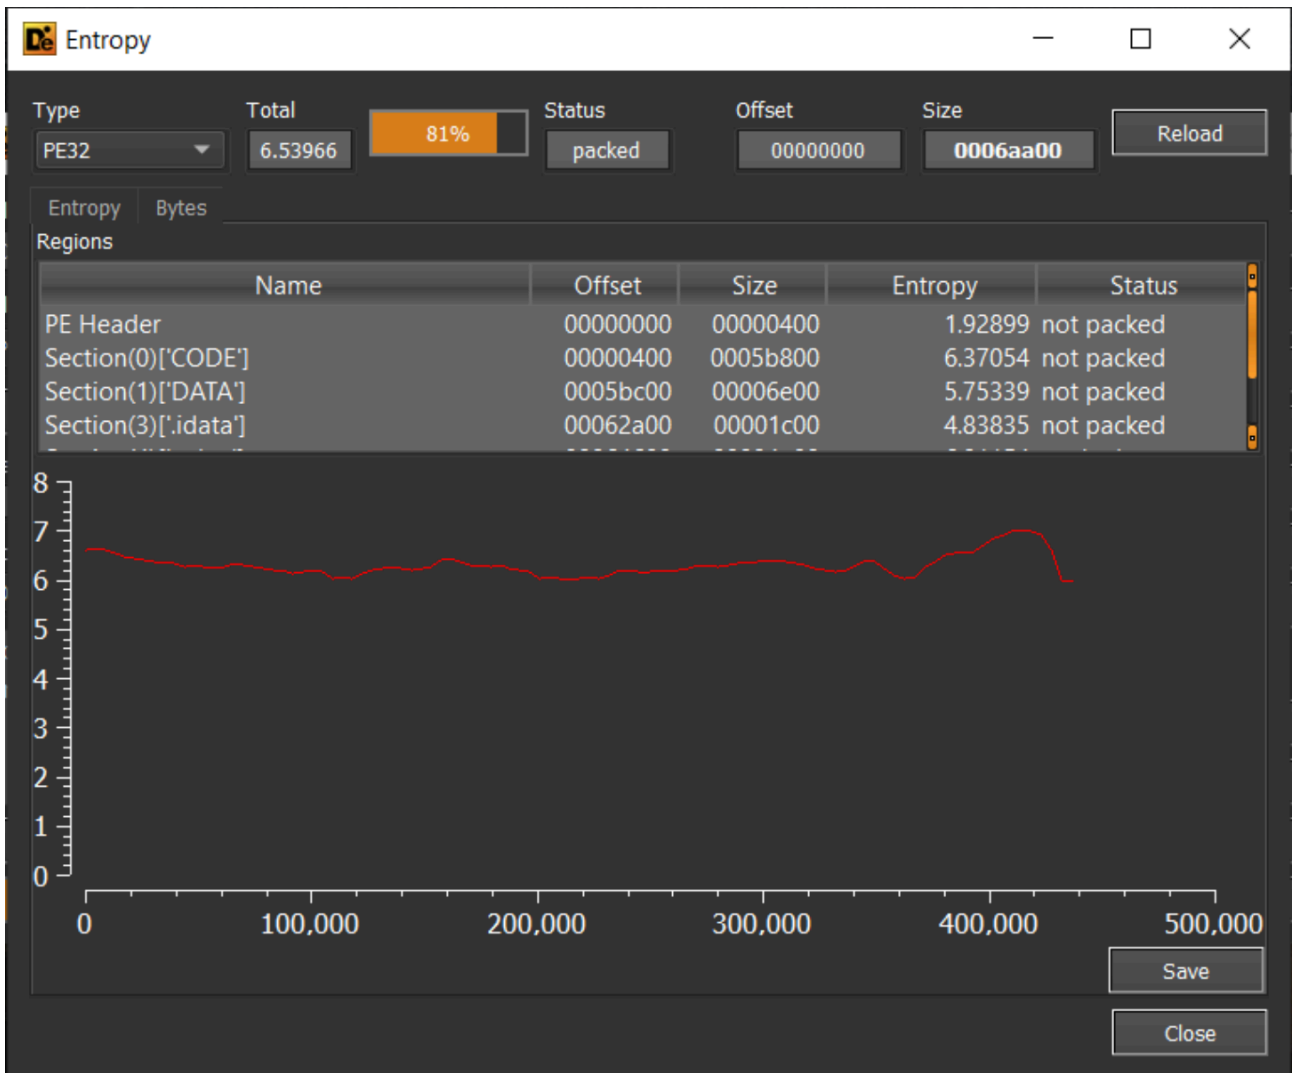 De Entropy
Type Total Status Offset Size
PE32 6.53966 81% packed 00000000 0006aa00 Reload
Entropy Bytes
Regions
Name Offset Size Entropy Status
PE Header 00000000 00000400 1.92899 not packed
Section(0)['CODE'] 00000400 0005b800 6.37054 not packed
Section(1)['DATA'] 0005bc00 00006e00 5.75339 not packed
Section(3)['.idata'] 00062a00 00001c00 4.83835 not packed
8
7
6
5
4
3
2
1
0
0 100,000 200,000 300,000 400,000 500,000
Save
Close